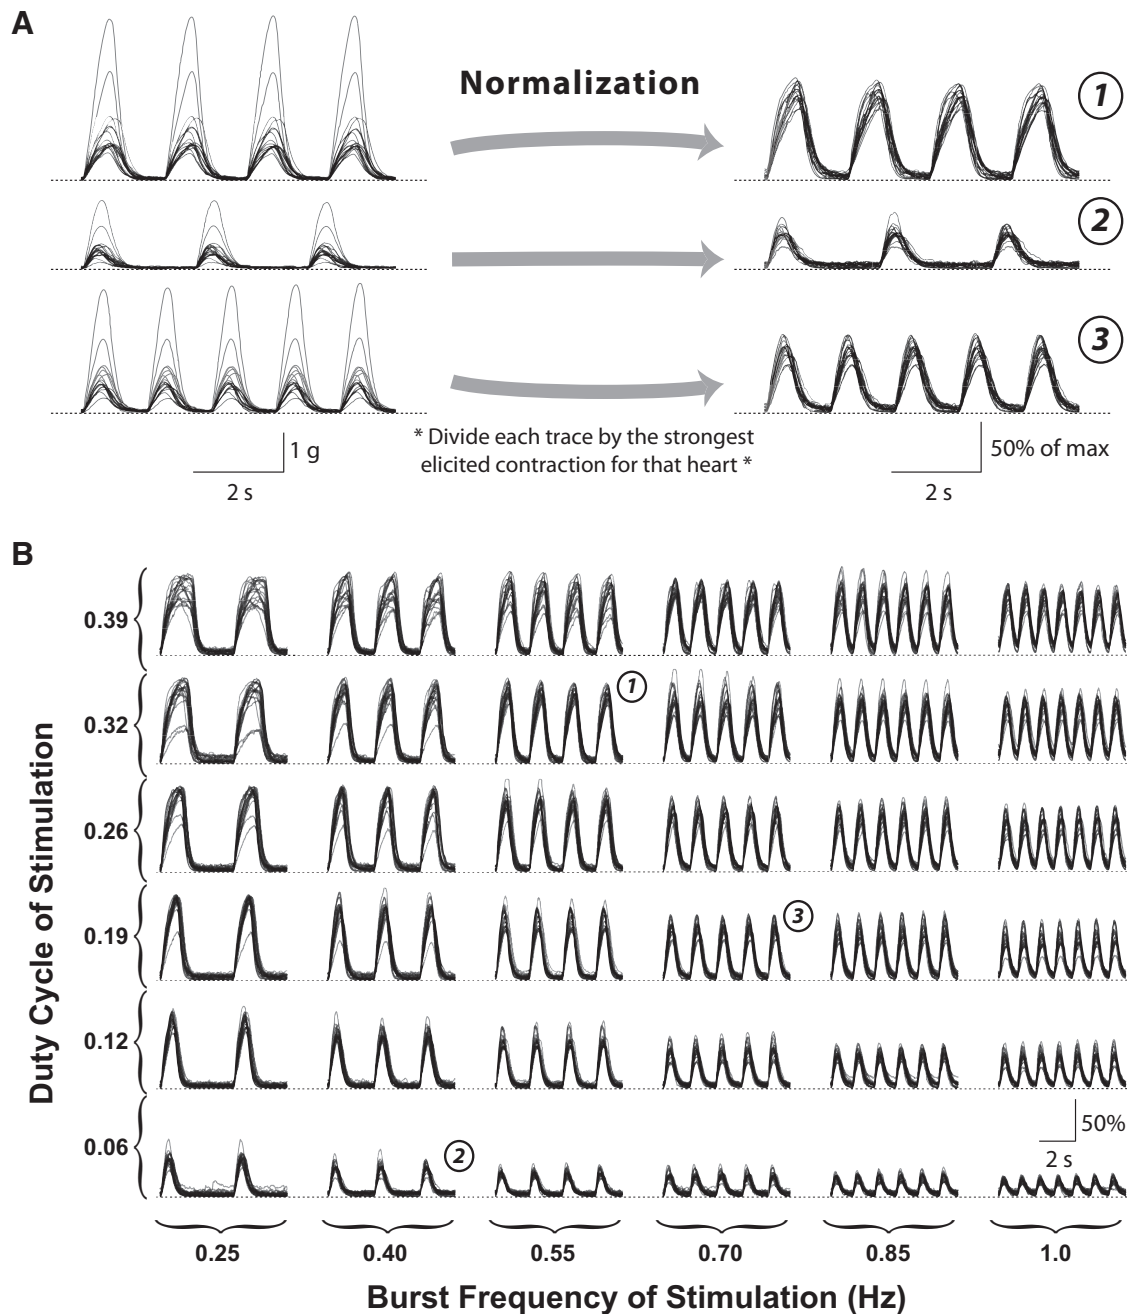 A
Normalization
1
2
3
* Divide each trace by the strongest
elicited contraction for that heart *
1 g
2 s
50% of max
2 s
B
Duty Cycle of Stimulation
0.39
0.32
1
0.26
0.19
3
0.12
0.06
2
50%
2 s
0.25 0.40 0.55 0.70 0.85 1.0
Burst Frequency of Stimulation (Hz)